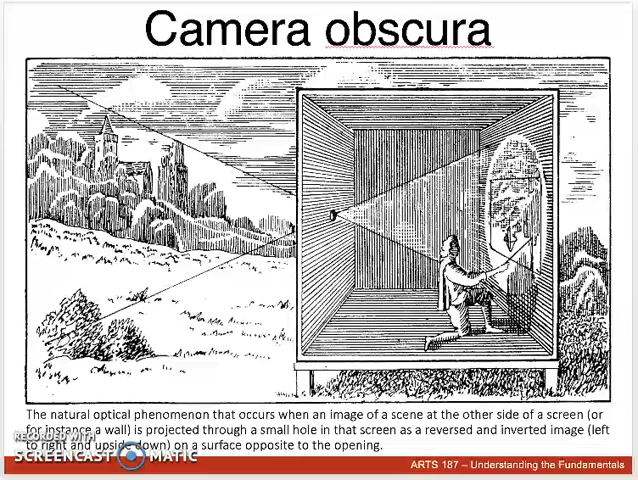 Camera obscura
The natural optical phenomenon that occurs when an image of a scene at the other side of a screen (or
for instance a wall) is projected through a small hole in that screen as a reversed and inverted image (left
to right and upside down) on a surface opposite to the opening.
RECORDED WITH
SCREENCAST MATIC
ARTS 187 – Understanding the Fundamentals